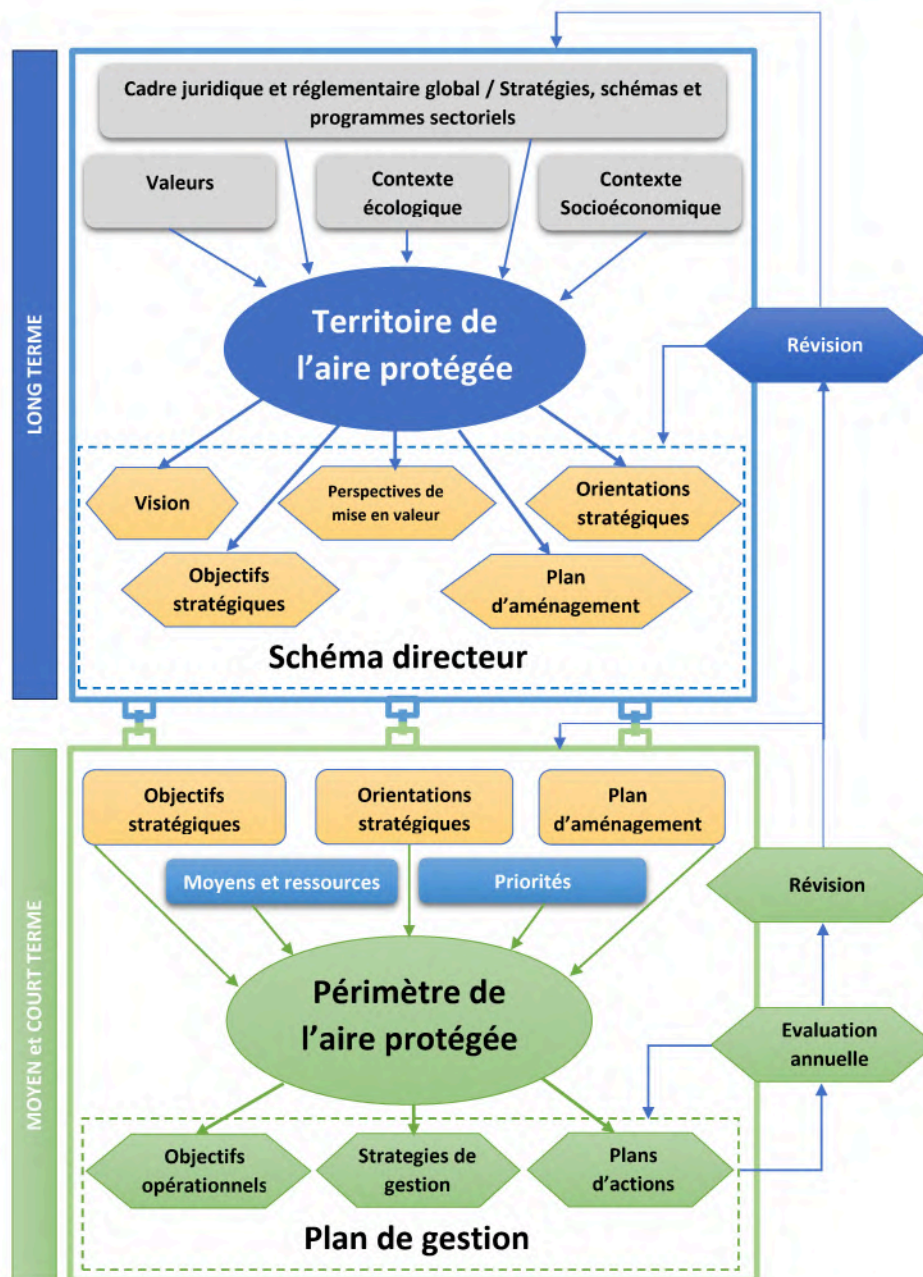 LONG TERME
Cadre juridique et réglementaire global / Stratégies, schémas et
programmes sectoriels
Valeurs
Contexte
écologique
Contexte
Socioéconomique
Territoire de
l'aire protégée
Révision
Vision
Perspectives de
mise en valeur
Orientations
stratégiques
Objectifs
stratégiques
Plan
d'aménagement
Schéma directeur
MOYEN et COURT TERME
Objectifs
stratégiques
Orientations
stratégiques
Plan
d'aménagement
Moyens et ressources
Priorités
Révision
Périmètre de
l'aire protégée
Evaluation
annuelle
Objectifs
opérationnels
Strategies de
gestion
Plans
d'actions
Plan de gestion